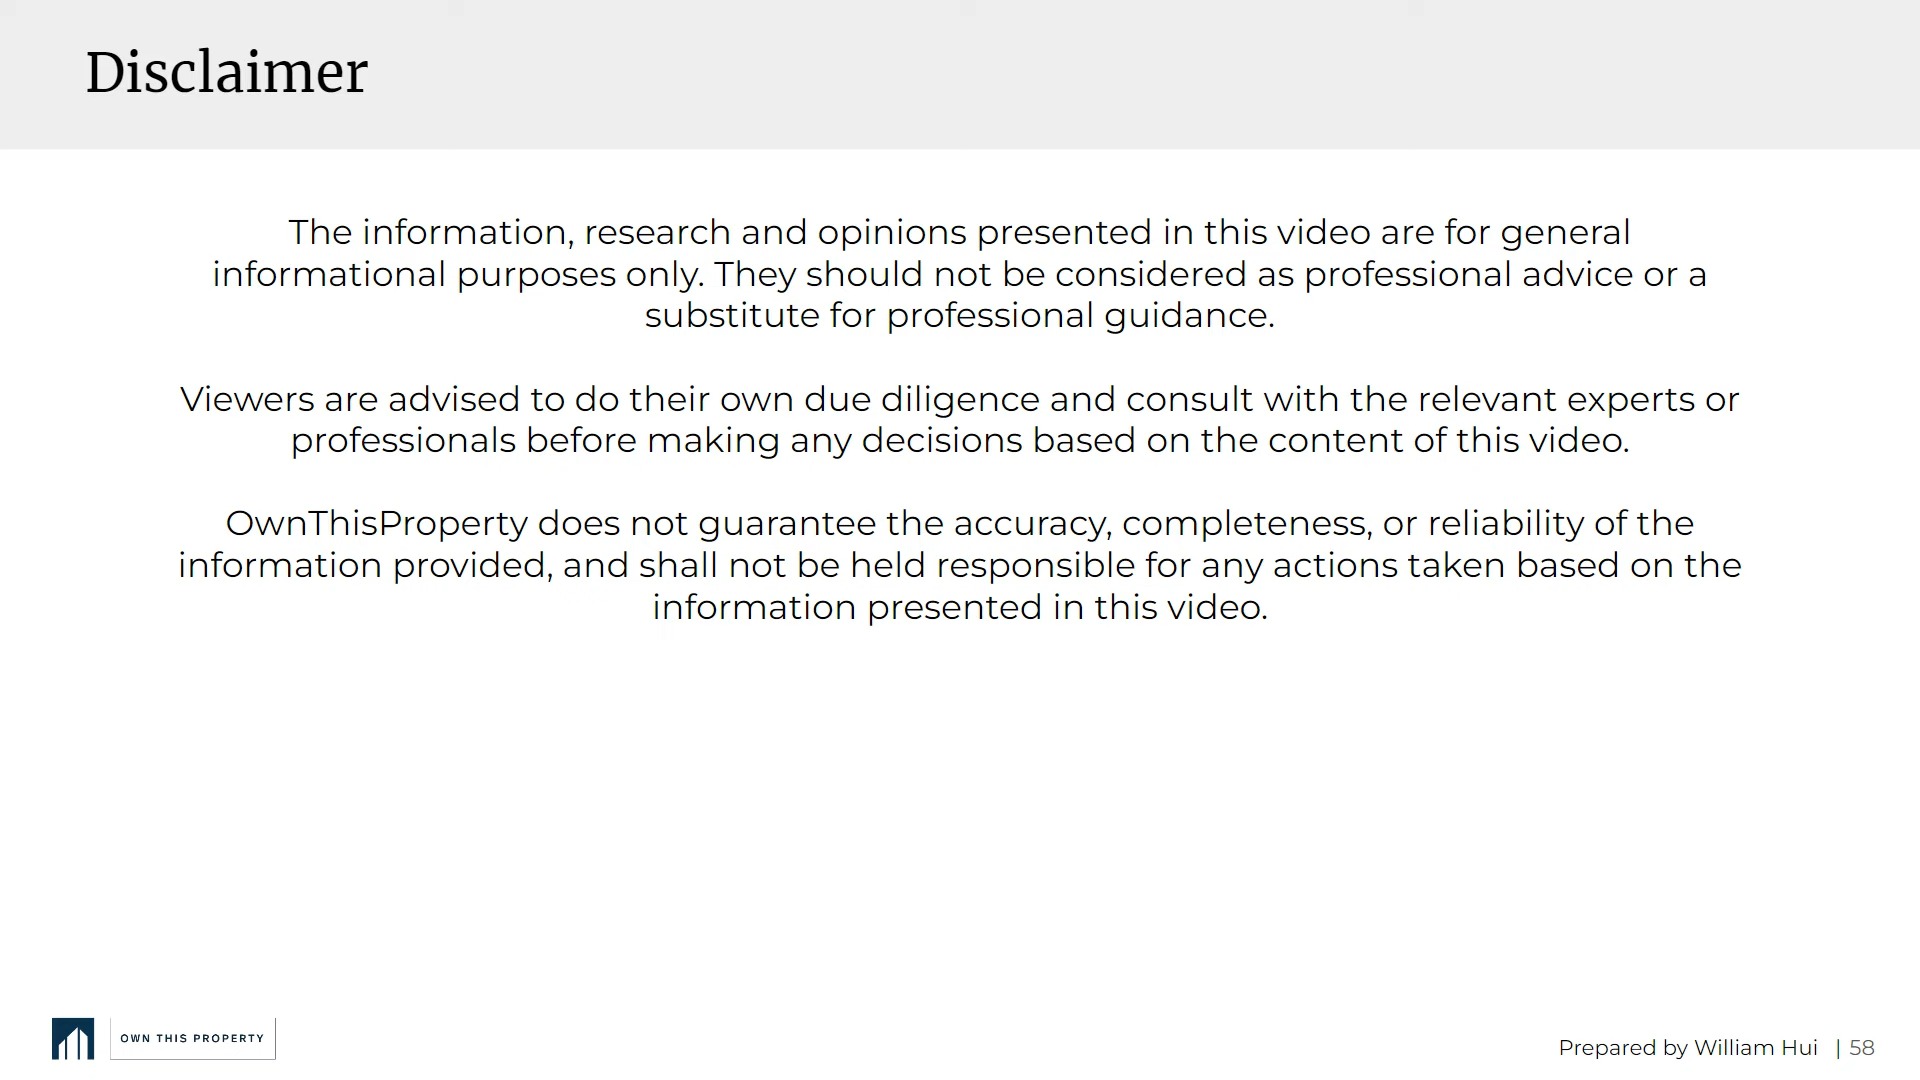 Disclaimer
The information, research and opinions presented in this video are for general
informational purposes only. They should not be considered as professional advice or a
substitute for professional guidance.
Viewers are advised to do their own due diligence and consult with the relevant experts or
professionals before making any decisions based on the content of this video.
OwnThisProperty does not guarantee the accuracy, completeness, or reliability of the
information provided, and shall not be held responsible for any actions taken based on the
information presented in this video.
OWN THIS PROPERTY
Prepared by William Hui | 58